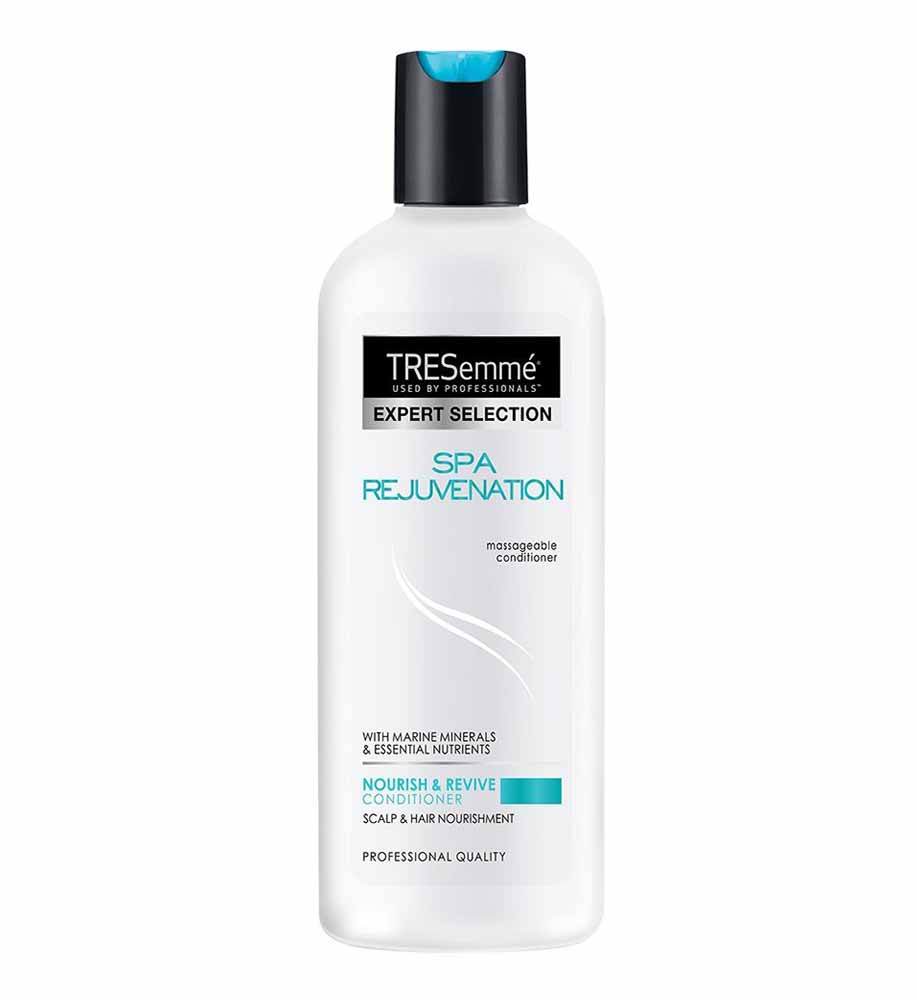 TRESemmé®
USED BY PROFESSIONALS™
EXPERT SELECTION
SPA
REJUVENATION
massageable
conditioner
WITH MARINE MINERALS
& ESSENTIAL NUTRIENTS
NOURISH & REVIVE
CONDITIONER
SCALP & HAIR NOURISHMENT
PROFESSIONAL QUALITY